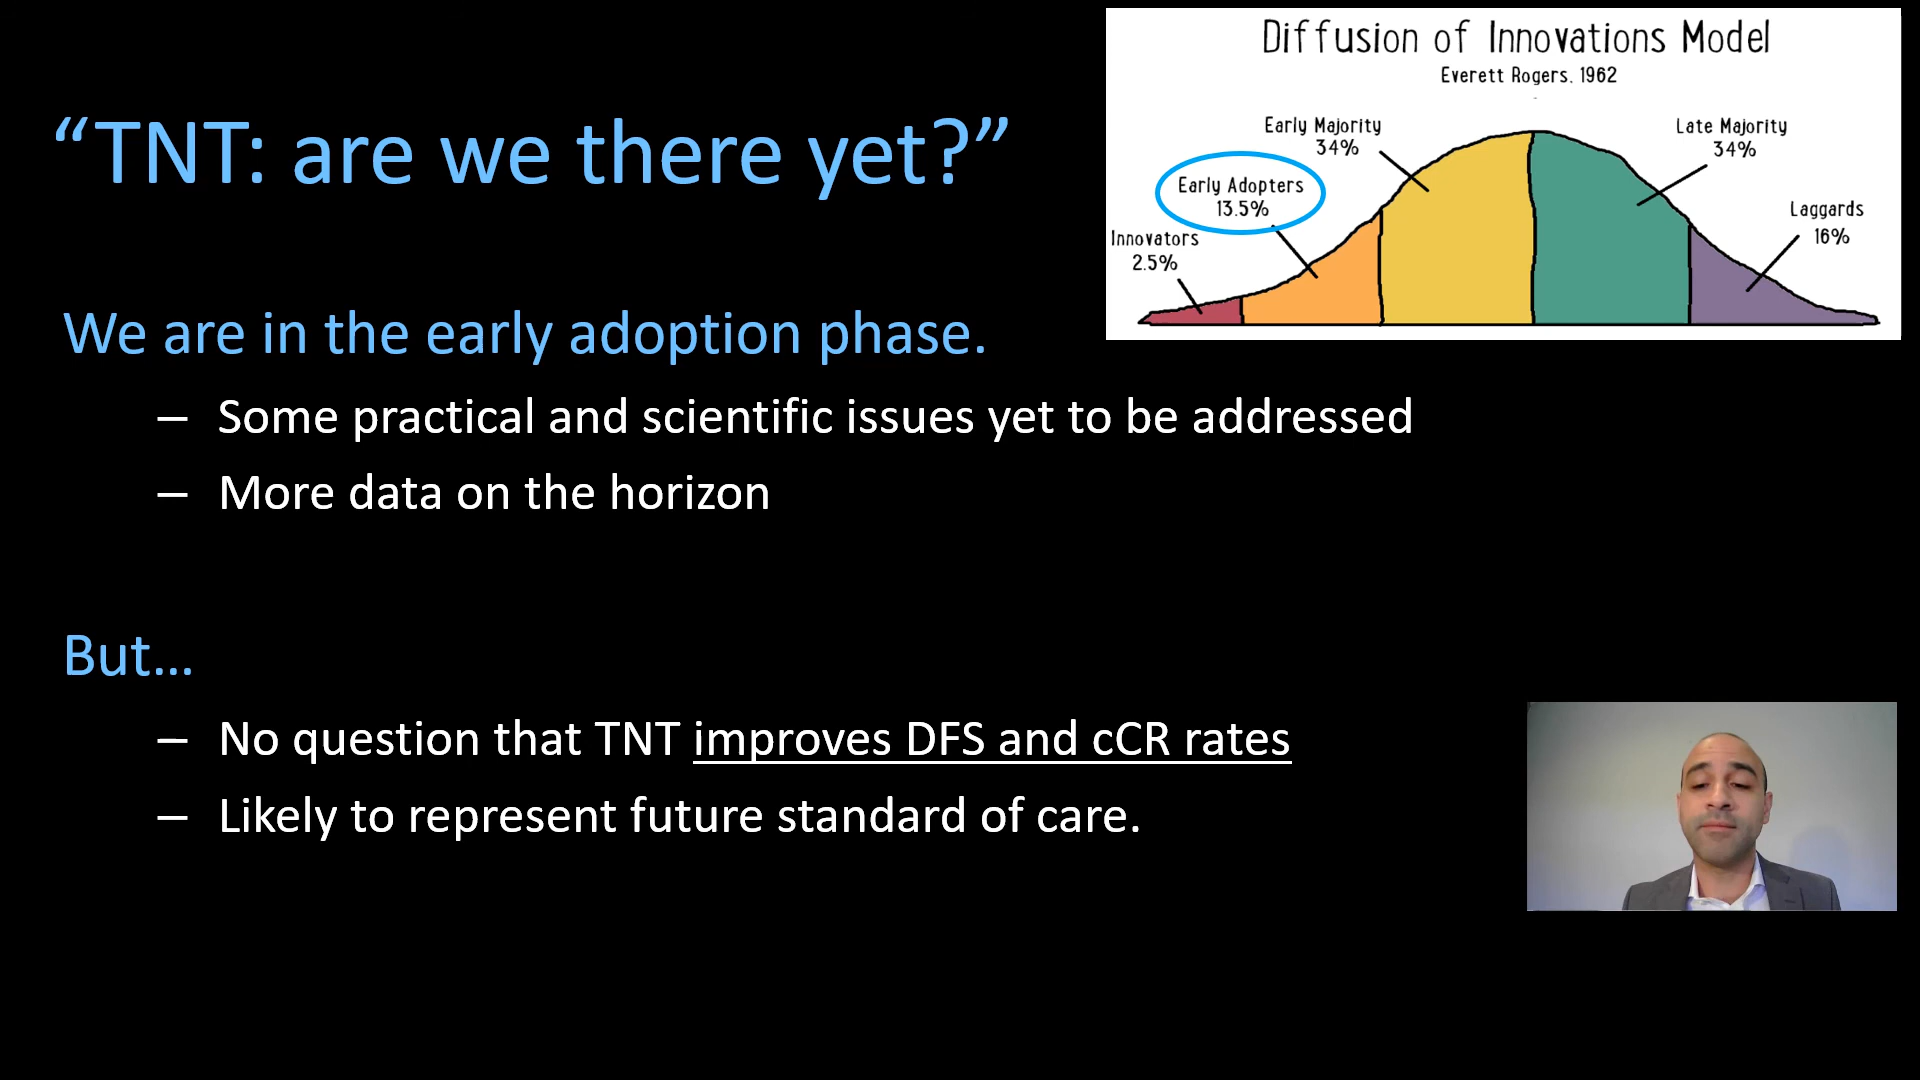 “TNT: are we there yet?”
Diffusion of Innovations Model
Everett Rogers. 1962
Early Majority
34%
Late Majority
34%
Early Adopters
13.5%
Laggards
16%
Innovators
2.5%
We are in the early adoption phase.
– Some practical and scientific issues yet to be addressed
– More data on the horizon
But...
– No question that TNT improves DFS and cCR rates
– Likely to represent future standard of care.